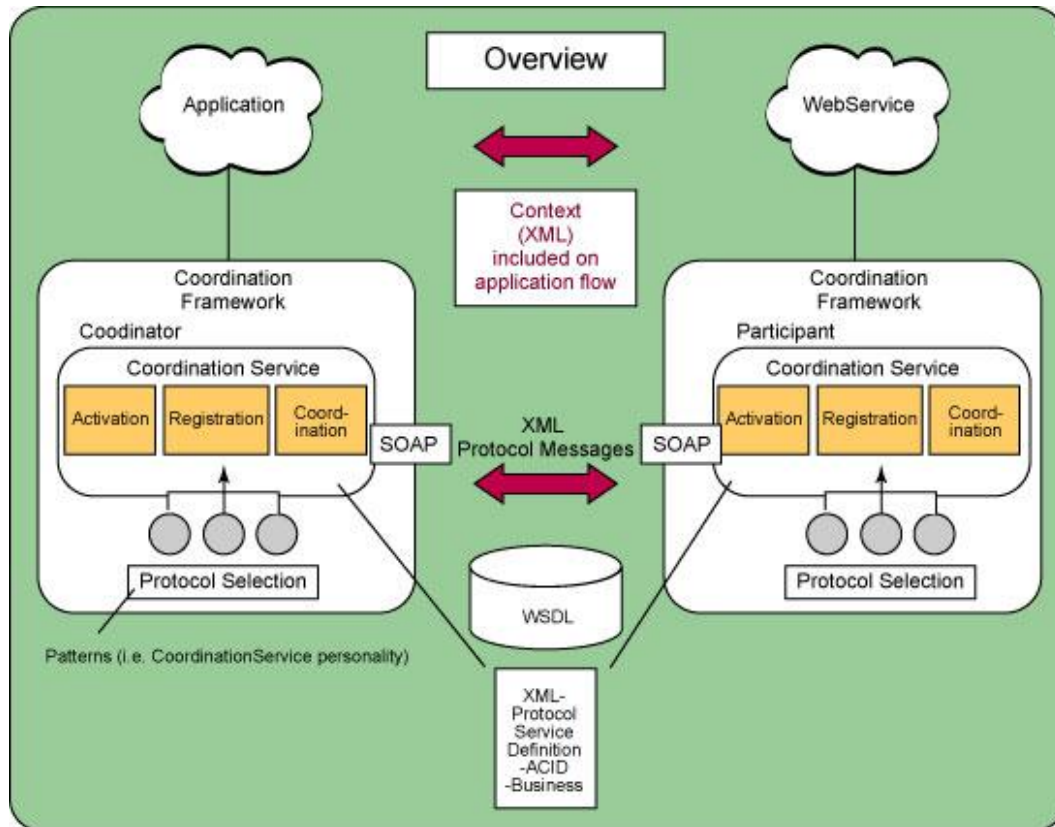 Overview
Application
WebService
Context
(XML)
included on
application flow
Coordination
Framework
Coodinator
Coordination Service
Activation
Registration
Coord-
ination
SOAP
XML
Protocol Messages
Coordination
Framework
Participant
Coordination Service
SOAP
Activation
Registration
Coord-
ination
Protocol Selection
Patterns (i.e. CoordinationService personality)
Protocol Selection
WSDL
XML-
Protocol
Service
Definition
-ACID
-Business